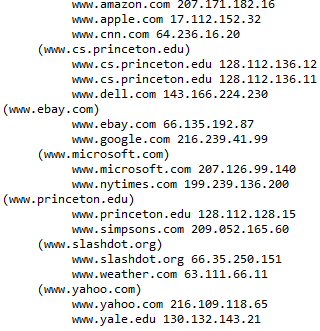 www.amazon.com 207.171.182.16
www.apple.com 17.112.152.32
www.cnn.com 64.236.16.20
(www.cs.princeton.edu)
www.cs.princeton.edu 128.112.136.12
www.cs.princeton.edu 128.112.136.11
www.dell.com 143.166.224.230
(www.ebay.com)
www.ebay.com 66.135.192.87
www.google.com 216.239.41.99
(www.microsoft.com)
www.microsoft.com 207.126.99.140
www.nytimes.com 199.239.136.200
(www.princeton.edu)
www.princeton.edu 128.112.128.15
www.simpsons.com 209.052.165.60
(www.slashdot.org)
www.slashdot.org 66.35.250.151
www.weather.com 63.111.66.11
(www.yahoo.com)
www.yahoo.com 216.109.118.65
www.yale.edu 130.132.143.21